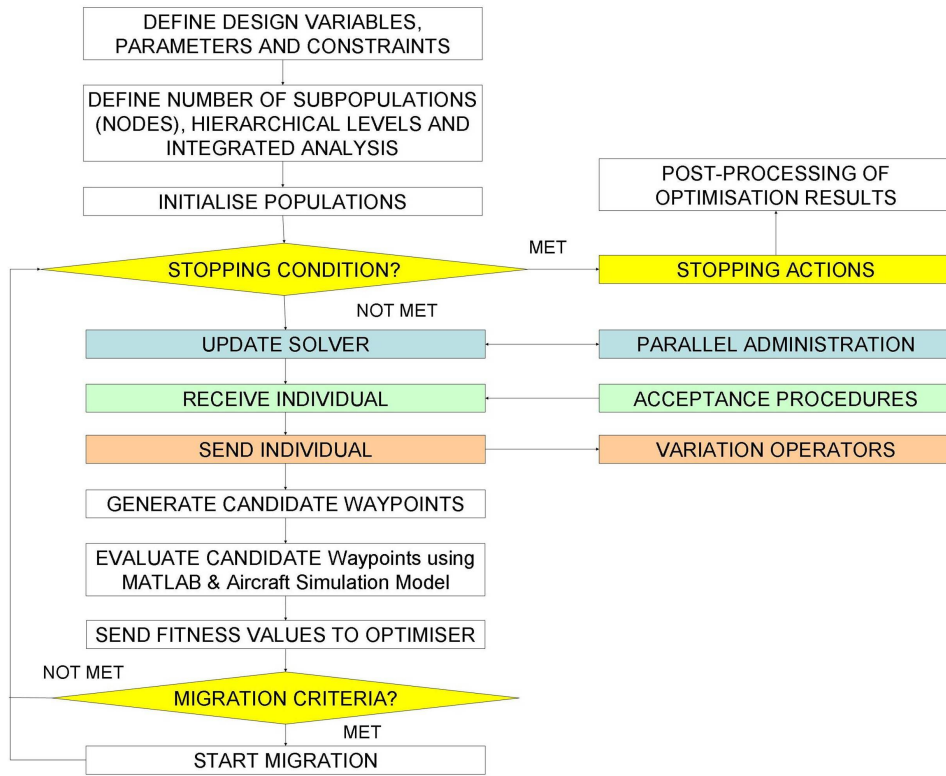 DEFINE DESIGN VARIABLES,
PARAMETERS AND CONSTRAINTS
DEFINE NUMBER OF SUBPOPULATIONS
(NODES), HIERARCHICAL LEVELS AND
INTEGRATED ANALYSIS
POST-PROCESSING OF
OPTIMISATION RESULTS
INITIALISE POPULATIONS
MET
STOPPING CONDITION?
STOPPING ACTIONS
NOT MET
UPDATE SOLVER
PARALLEL ADMINISTRATION
RECEIVE INDIVIDUAL
ACCEPTANCE PROCEDURES
SEND INDIVIDUAL
VARIATION OPERATORS
GENERATE CANDIDATE WAYPOINTS
EVALUATE CANDIDATE Waypoints using
MATLAB & Aircraft Simulation Model
SEND FITNESS VALUES TO OPTIMISER
NOT MET
MIGRATION CRITERIA?
MET
START MIGRATION